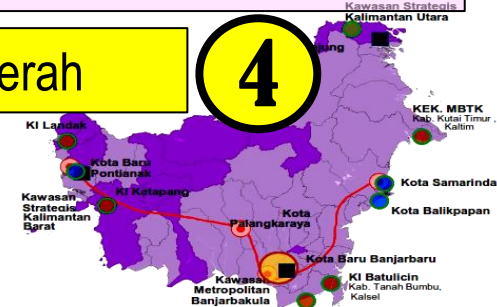 Kawasan Strategis
Kalimantan Utara
erah
4
jung
KEK. MBTK
Kab. Kutai Timur ,
Kaltim
KI Landak
Kota Baru
Pontianak
Kota Samarinda
KI Ketapang
Kawasan
Strategis
Kalimantan
Barat
Kota Balikpapan
Kota
Palangkaraya
Kota Baru Banjarbaru
Kawasan
Metropolitan
Banjarbakula
KI Batulicin
Kab. Tanah Bumbu,
Kalsel